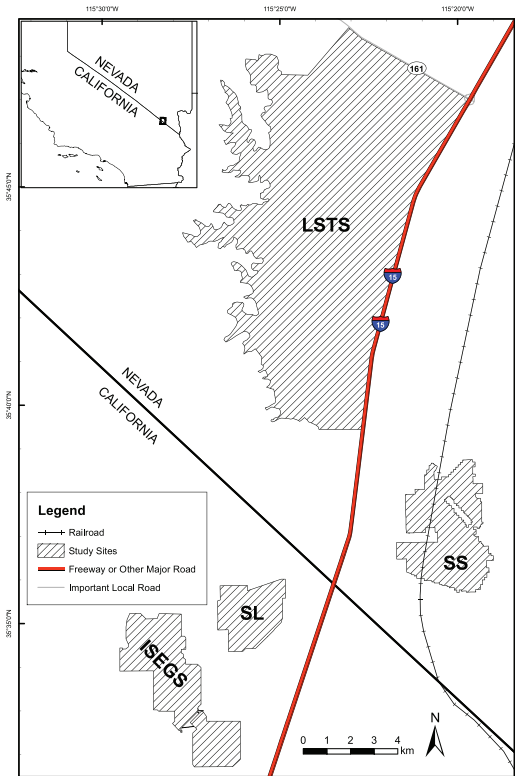 115°30'0"W
115°25'0"W
115°20'0"W
NEVADA
CALIFORNIA
161
35°45'0"N
LSTS
15
15
NEVADA
CALIFORNIA
35°40'0"N
Legend
Railroad
Study Sites
Freeway or Other Major Road
Important Local Road
SS
SL
35°35'0"N
ISEGS
N
0 1 2 3 4
km